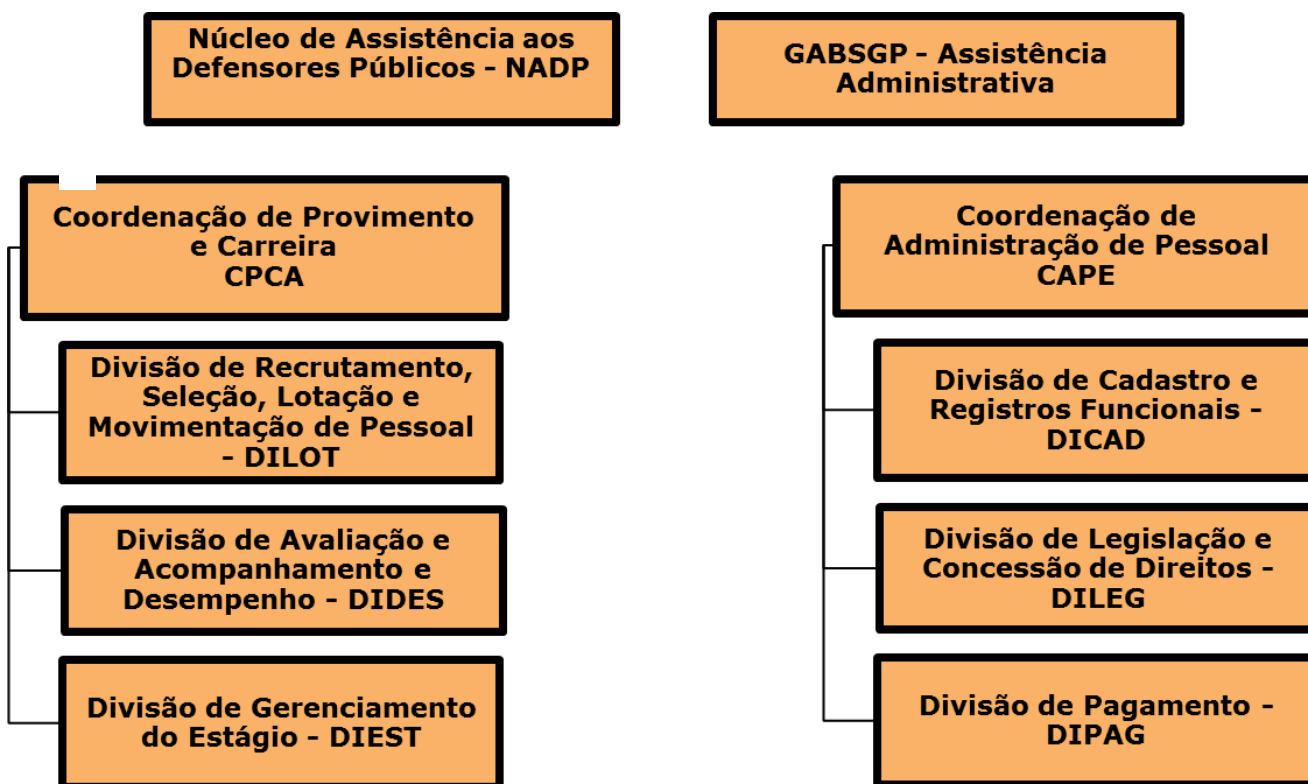 Núcleo de Assistência aos
Defensores Públicos - NADP
GABSGP - Assistência
Administrativa
Coordenação de Provimento
e Carreira
CPCA
Divisão de Recrutamento,
Seleção, Lotação e
Movimentação de Pessoal
- DILOT
Divisão de Avaliação e
Acompanhamento e
Desempenho - DIDES
Divisão de Gerenciamento
do Estágio - DIEST
Coordenação de
Administração de Pessoal
CAPE
Divisão de Cadastro e
Registros Funcionais -
DICAD
Divisão de Legislação e
Concessão de Direitos -
DILEG
Divisão de Pagamento -
DIPAG